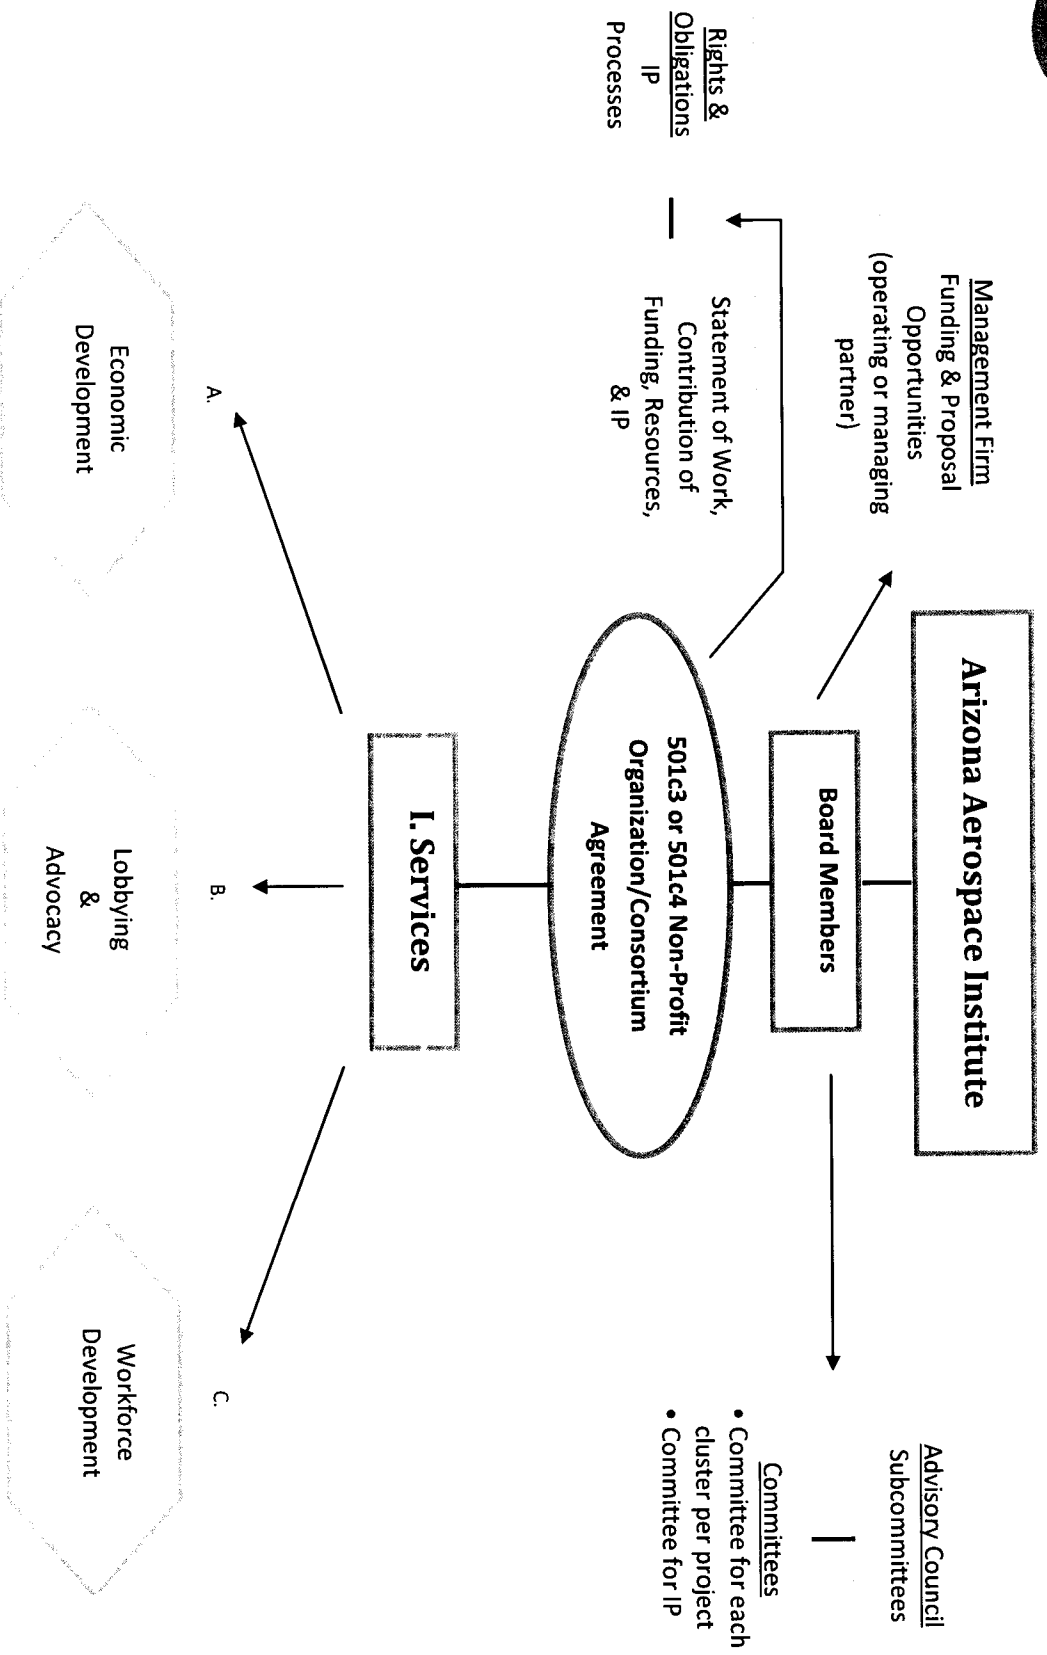 Arizona Aerospace Institute
Management Firm
Funding & Proposal
Opportunities
(operating or managing
partner)
Board Members
Advisory Council
Subcommittees
Committees
• Committee for each
cluster per project
• Committee for IP
Rights &
Obligations
IP
Processes
Statement of Work,
Contribution of
Funding, Resources,
& IP
501c3 or 501c4 Non-Profit
Organization/Consortium
Agreement
I. Services
A.
B.
C.
Economic
Development
Lobbying
&
Advocacy
Workforce
Development